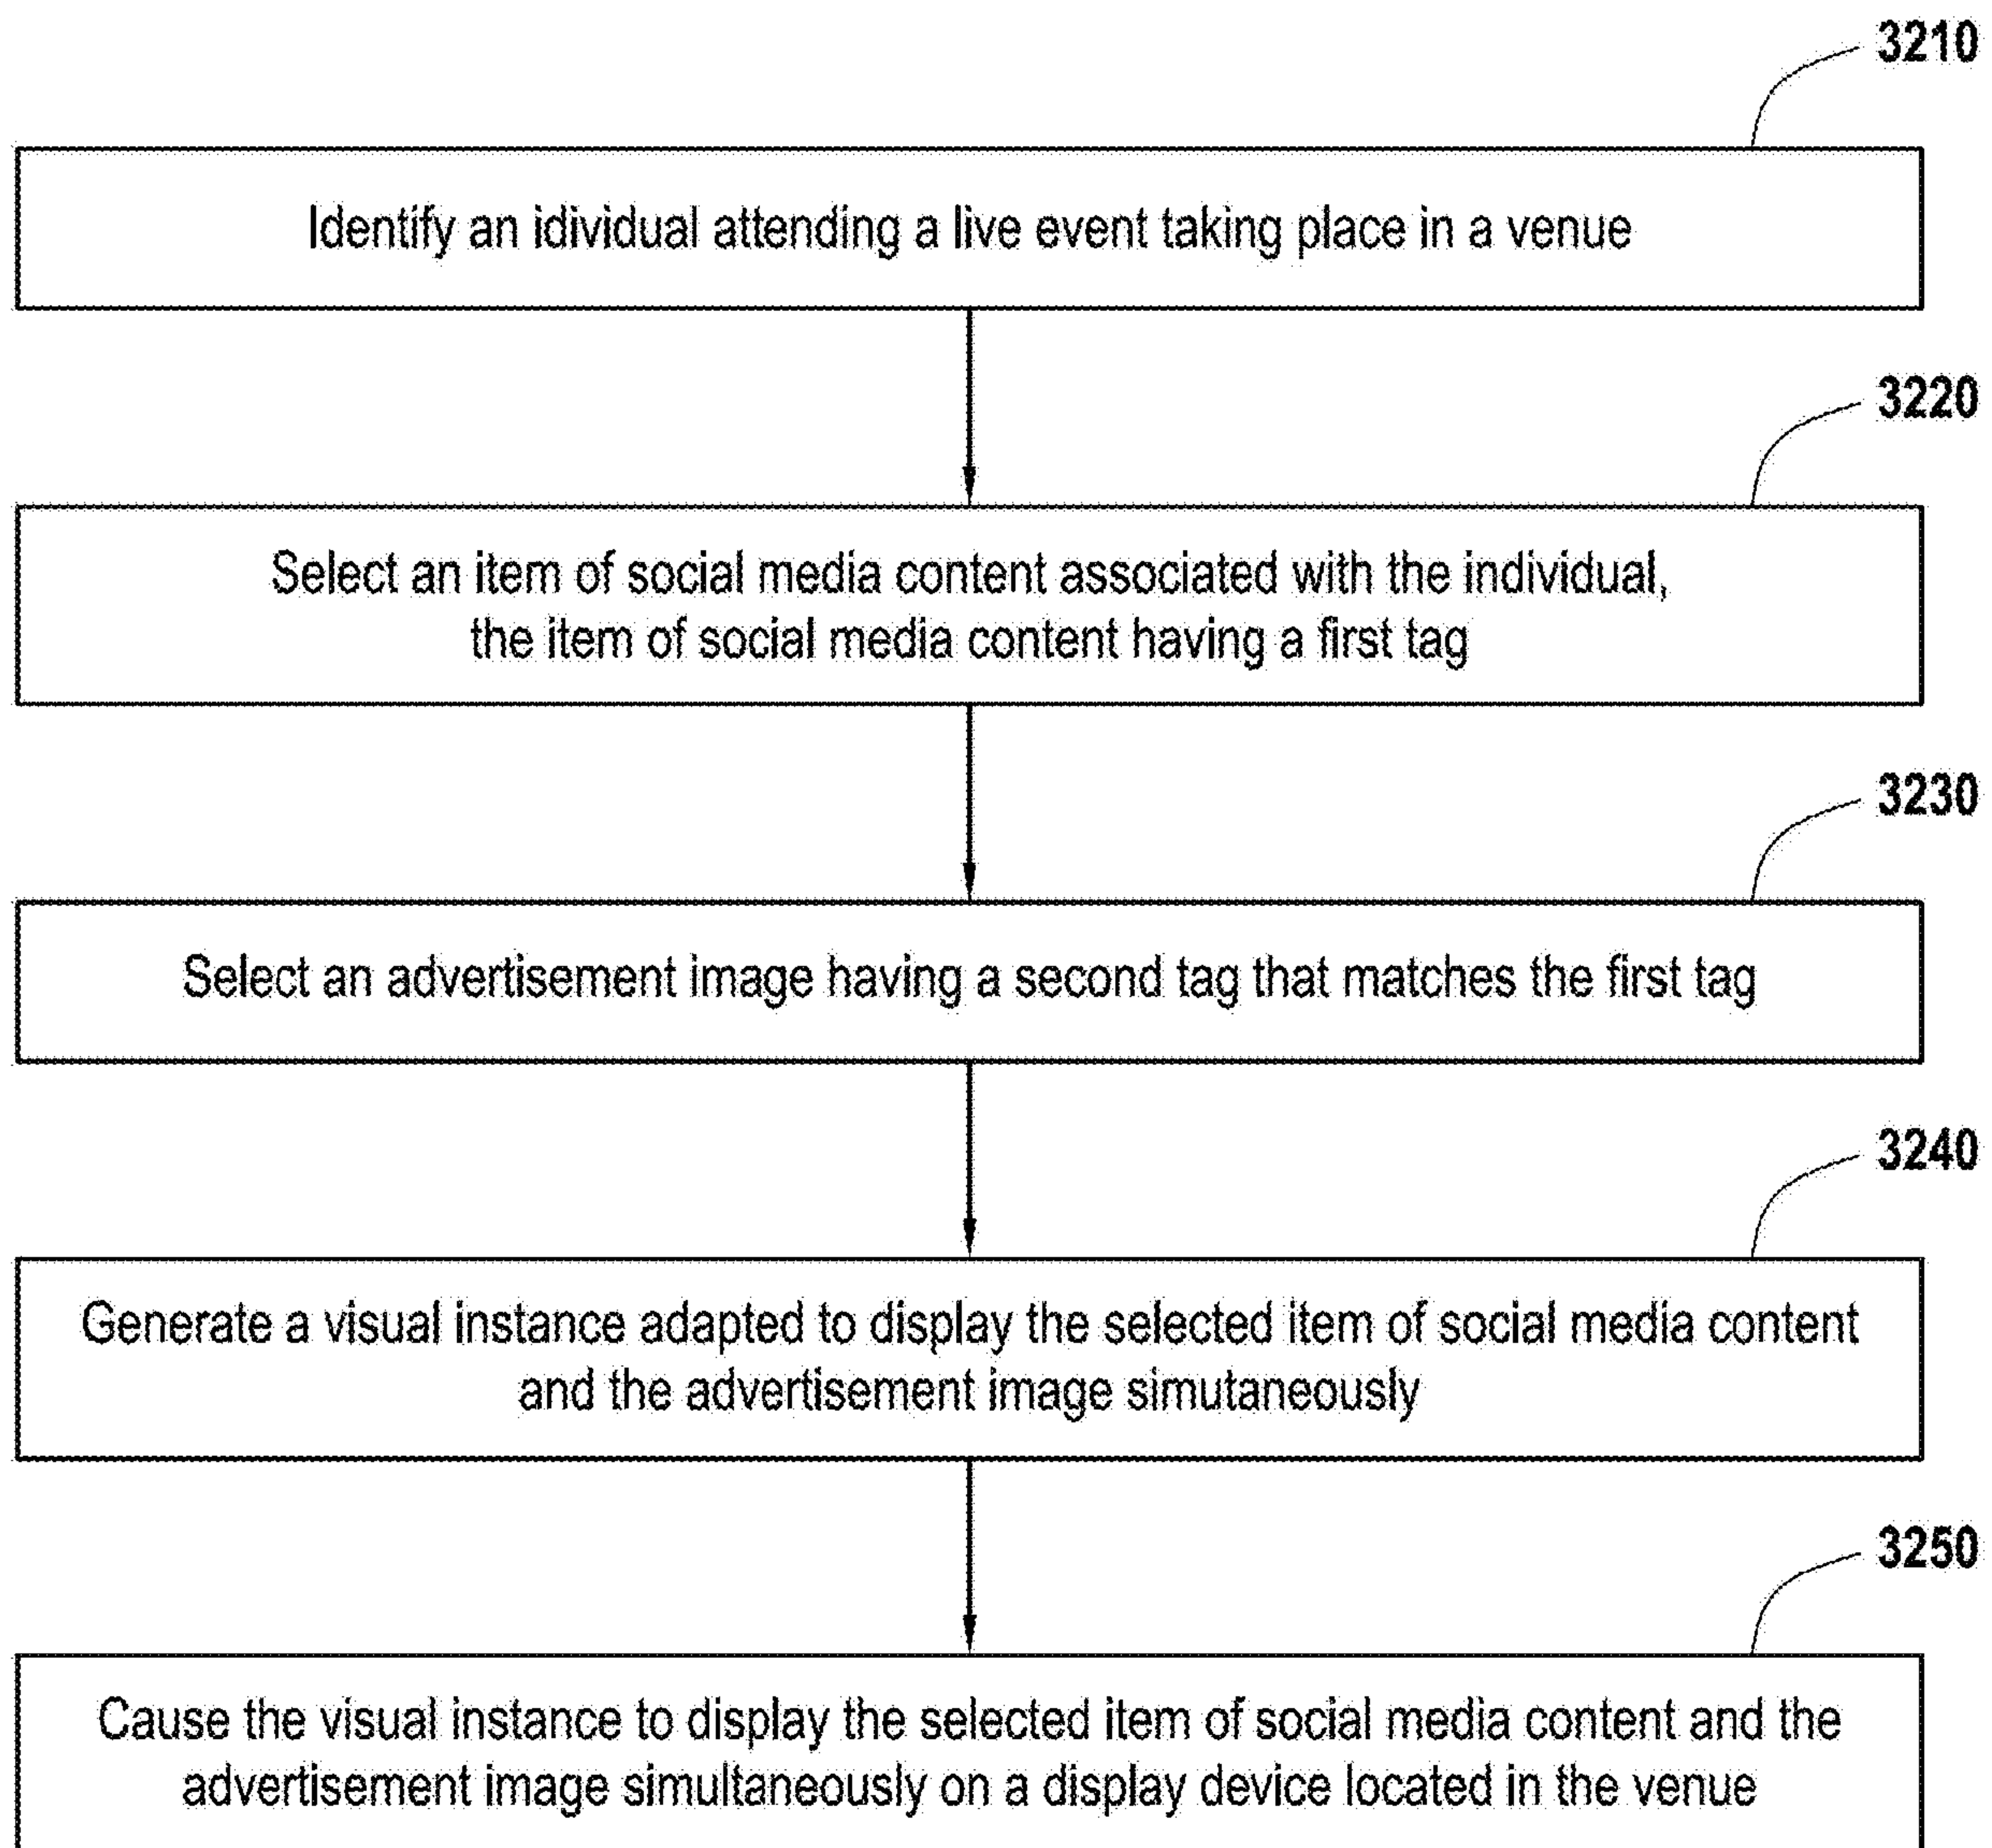 3210
Identify an idividual attending a live event taking place in a venue
3220
Select an item of social media content associated with the individual,
the item of social media content having a first tag
3230
Select an advertisement image having a second tag that matches the first tag
3240
Generate a visual instance adapted to display the selected item of social media content
and the advertisement image simutaneously
3250
Cause the visual instance to display the selected item of social media content and the
advertisement image simultaneously on a display device located in the venue